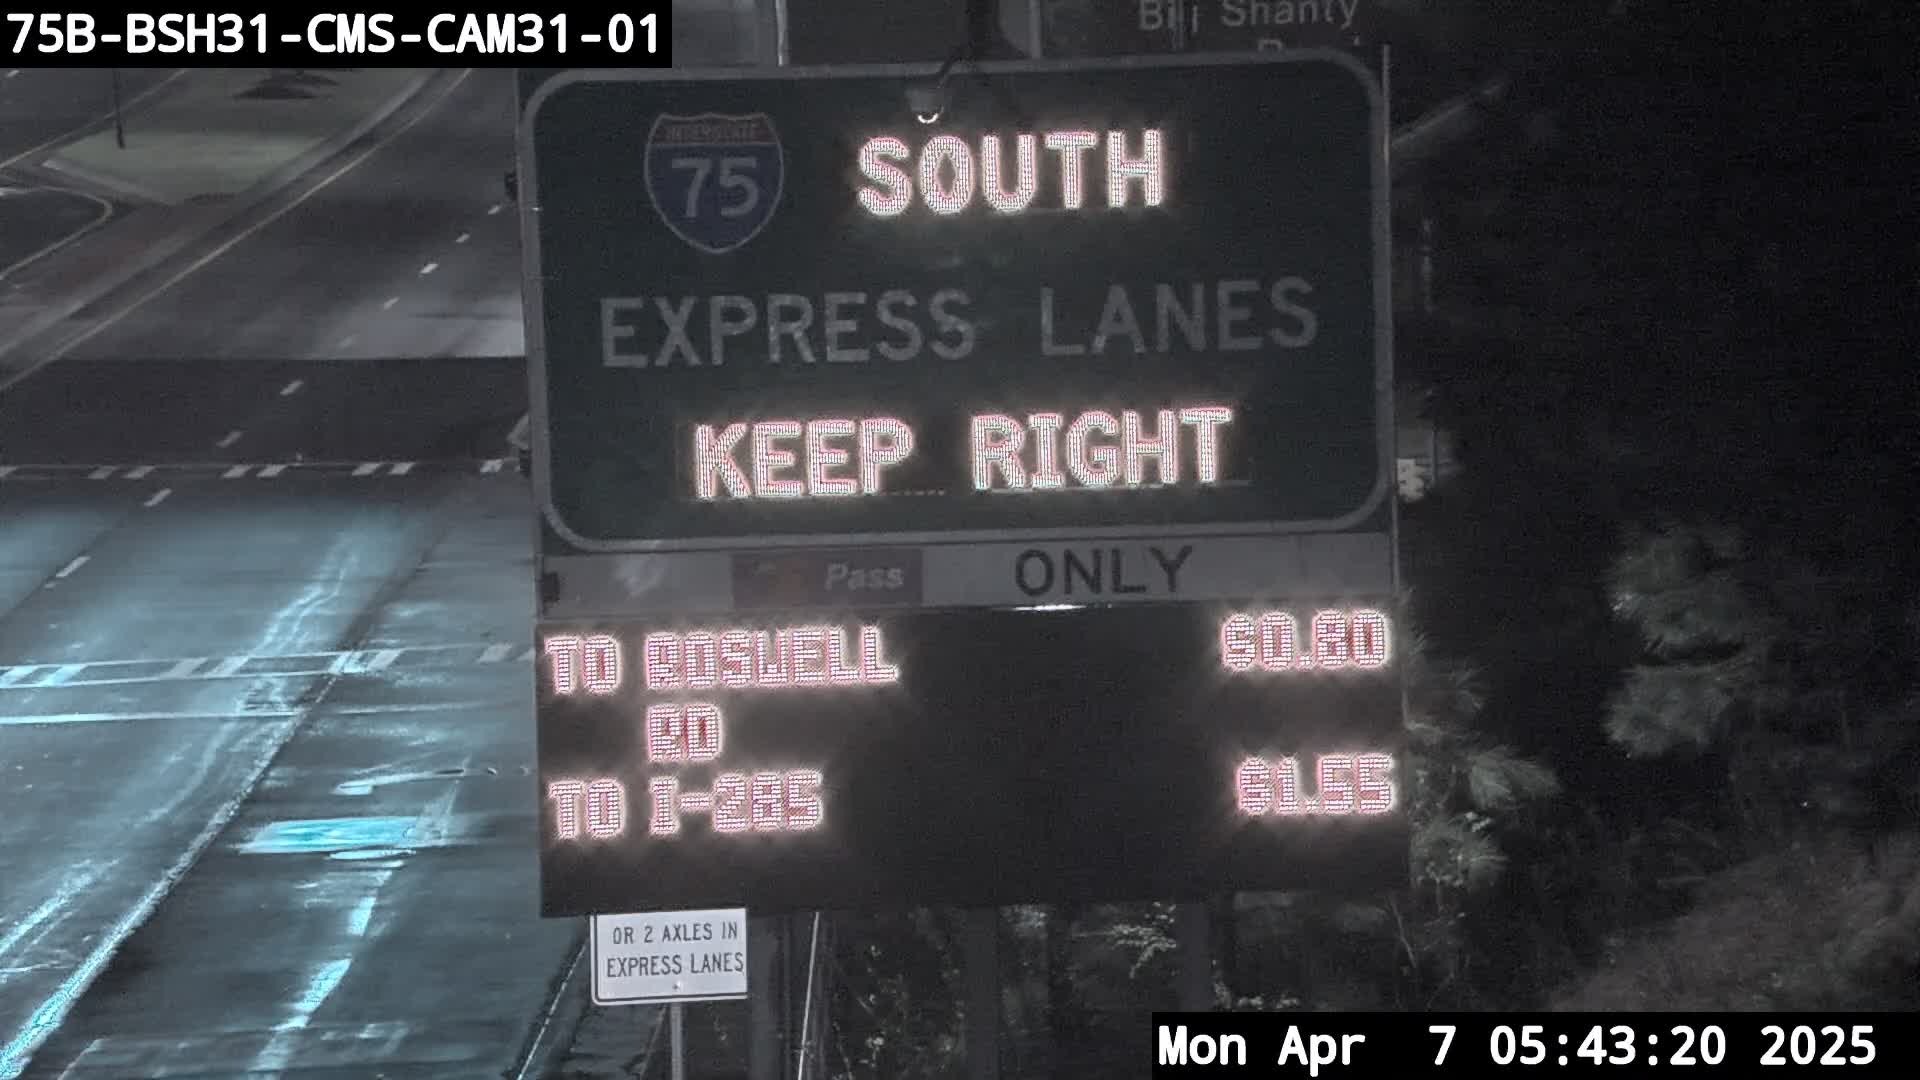 75B-BSH31-CMS-CAM31-01
Shanty
INTERSTATE
75 SOUTH
EXPRESS LANES
KEEP RIGHT
Pass ONLY
TO ROSWELL $0.80
RD
TO I-285 $1.55
OR 2 AXLES IN
EXPRESS LANES
Mon Apr 7 05:43:20 2025